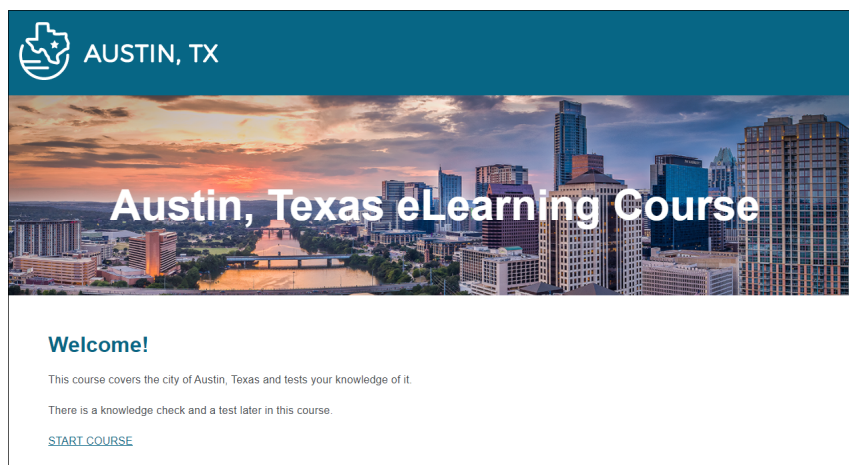 AUSTIN, TX
Austin, Texas eLearning Course
Welcome!
This course covers the city of Austin, Texas and tests your knowledge of it.
There is a knowledge check and a test later in this course.
START COURSE